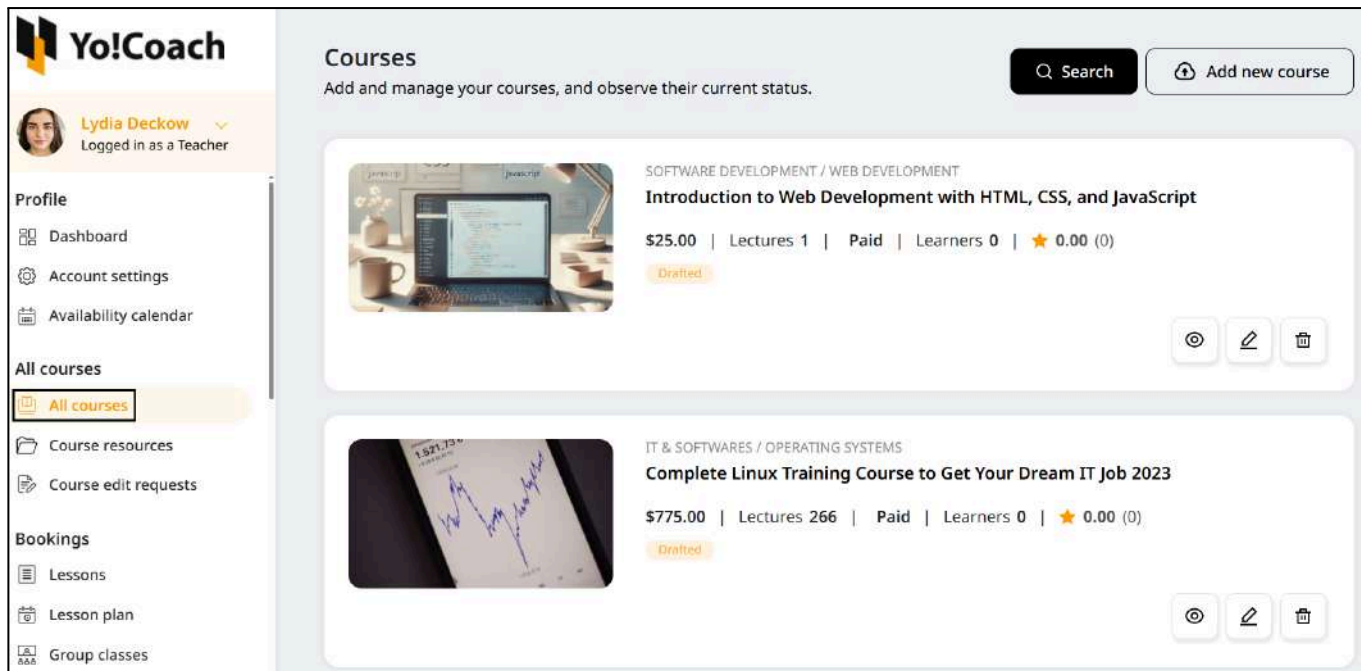 Yo!Coach
Lydia Deckow
Logged in as a Teacher
Profile
Dashboard
Account settings
Availability calendar
All courses
All courses
Course resources
Course edit requests
Bookings
Lessons
Lesson plan
Group classes
Courses
Add and manage your courses, and observe their current status.
Search
Add new course
javascript
CSS
javascript
SOFTWARE DEVELOPMENT / WEB DEVELOPMENT
Introduction to Web Development with HTML, CSS, and JavaScript
$25.00 | Lectures 1 | Paid | Learners 0 | 0.00 (0)
Drafted
IT & SOFTWARES / OPERATING SYSTEMS
Complete Linux Training Course to Get Your Dream IT Job 2023
$775.00 | Lectures 266 | Paid | Learners 0 | 0.00 (0)
Drafted